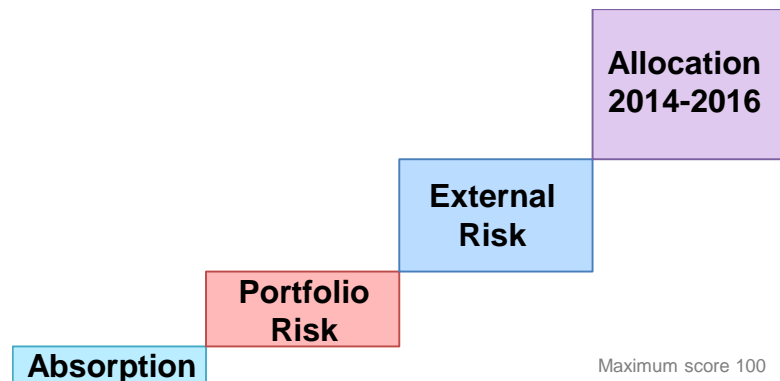 Allocation
2014-2016
External
Risk
Portfolio
Risk
Absorption
Maximum score 100